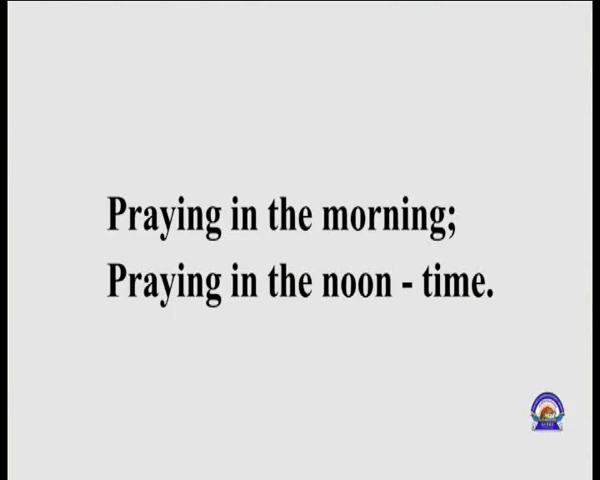 Praying in the morning;
Praying in the noon - time.